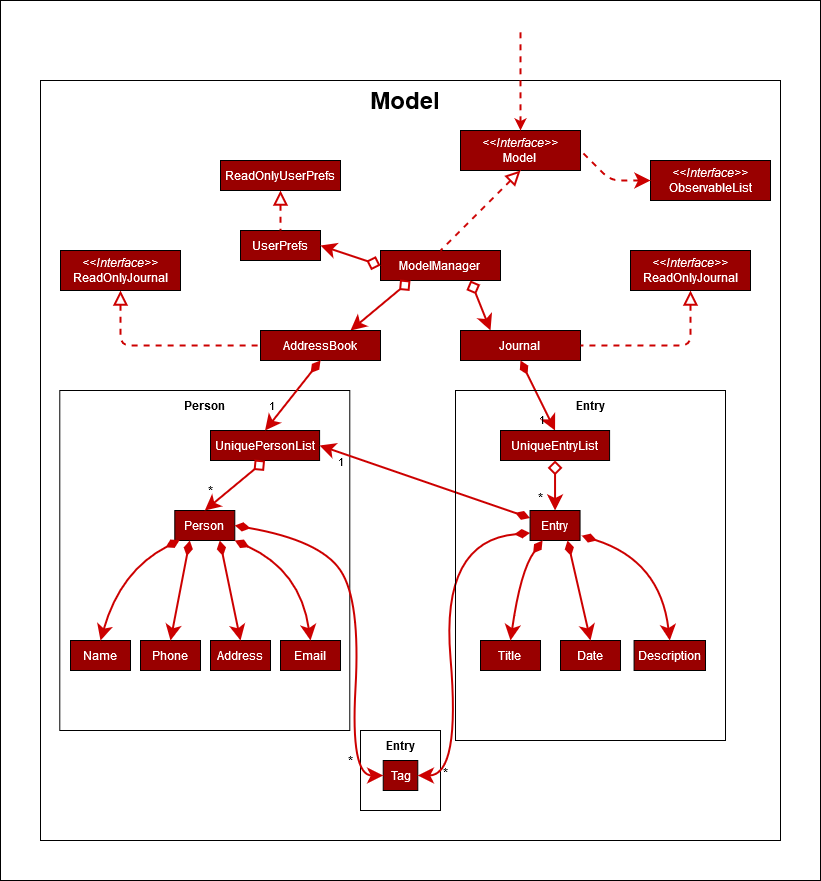 Model
<<Interface>>
Model
<<Interface>>
ObservableList
ReadOnlyUserPrefs
UserPrefs
ModelManager
<<Interface>>
ReadOnlyJournal
<<Interface>>
ReadOnlyJournal
AddressBook
Journal
Person
1
Entry
1
UniquePersonList
UniqueEntryList
1
*
*
Person
Entry
Name
Phone
Address
Email
Title
Date
Description
Entry
*
Tag
*